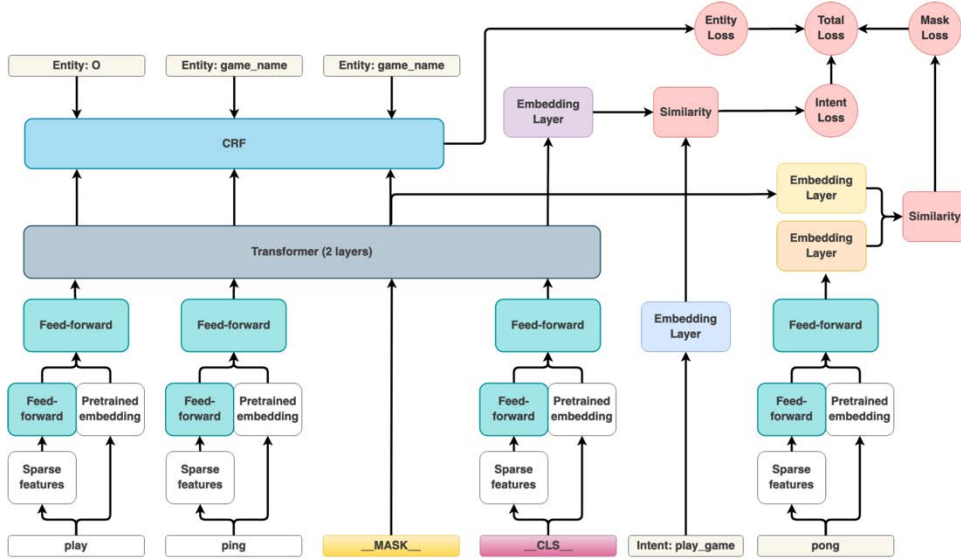 Entity
Loss
Total
Loss
Mask
Loss
Entity: O
Entity: game_name
Entity: game_name
Embedding
Layer
Similarity
Intent
Loss
CRF
Embedding
Layer
Similarity
Transformer (2 layers)
Embedding
Layer
Feed-forward
Feed-forward
Feed-forward
Embedding
Layer
Feed-forward
Feed-
forward
Pretrained
embedding
Feed-
forward
Pretrained
embedding
Feed-
forward
Pretrained
embedding
Feed-
forward
Pretrained
embedding
Sparse
features
Sparse
features
Sparse
features
Sparse
features
play
ping
__MASK__
__CLS__
Intent: play_game
pong